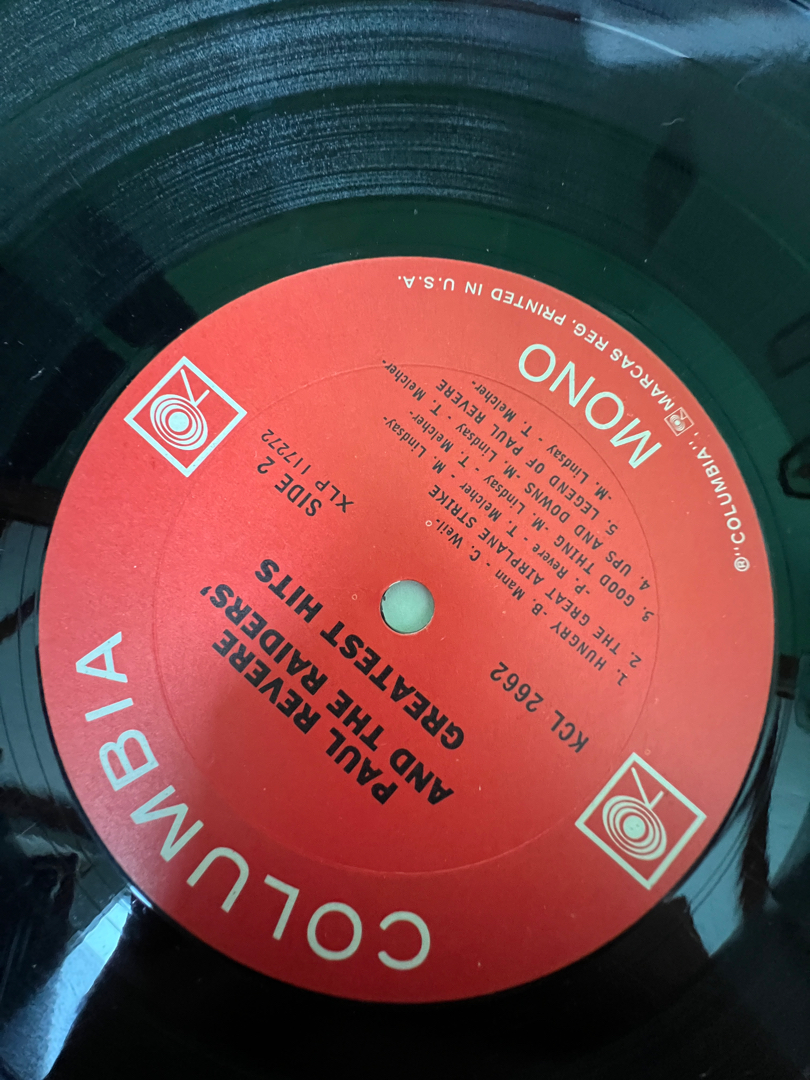 COLUMBIA
PAUL REVERE
AND THE RAIDERS'
GREATEST HITS
SIDE 2
XLP 117272
KCL 2662
1. HUNGRY -B. Mann - C. Weil-
2. THE GREAT AIRPLANE STRIKE
-P. Revere - T. Melcher - M. Lindsay-
3. GOOD THING -M. Lindsay - T. Melcher-
4. UPS AND DOWNS -M. Lindsay - T. Melcher-
5. LEGEND OF PAUL REVERE
-M. Lindsay - T. Melcher-
MONO
®"COLUMBIA", MARCAS REG. PRINTED IN U.S.A.